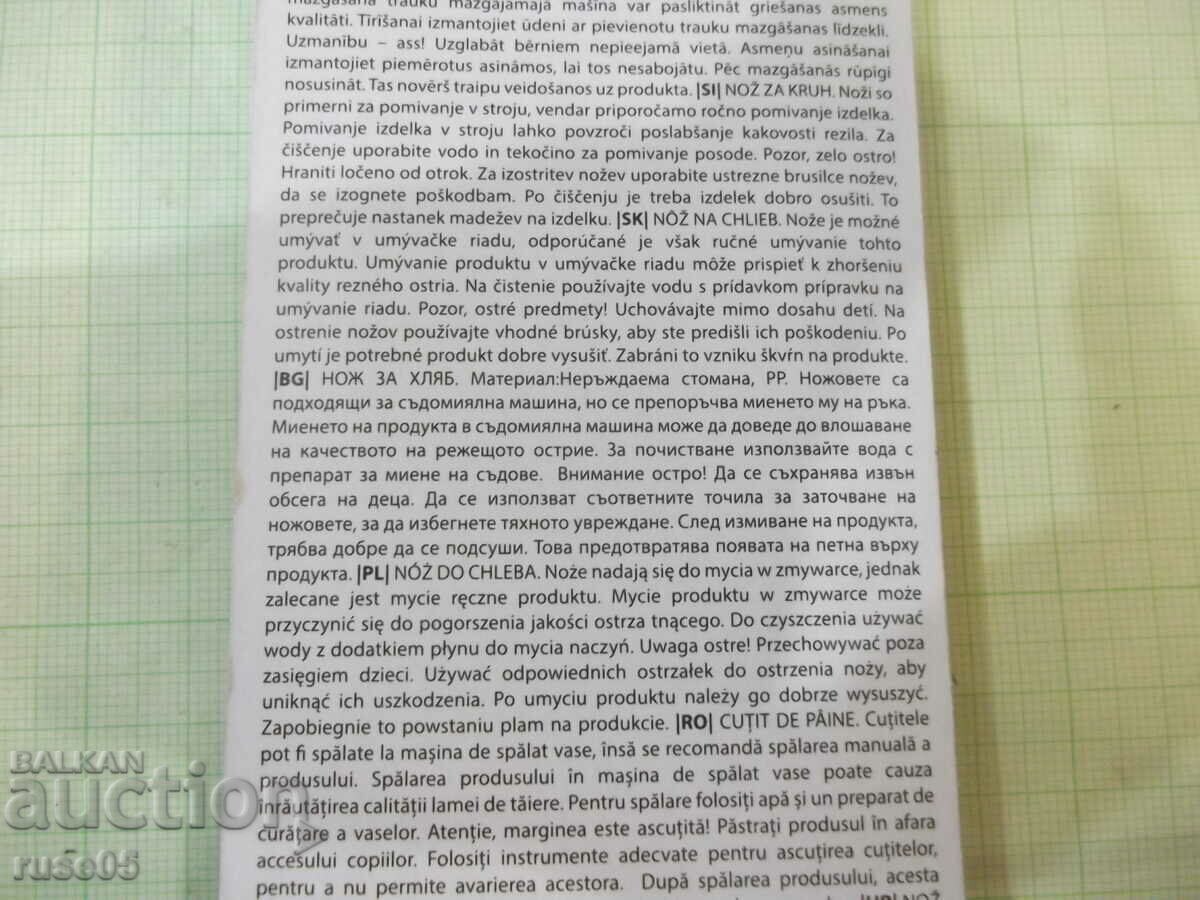 mazgāšana trauku mazgājamajā mašīna var pasliktināt griešanas asmens
kvalitāti. Tīrīšanai izmantojiet ūdeni ar pievienotu trauku mazgāšanas līdzekli.
Uzmanību – ass! Uzglabāt bērniem nepieejamā vietā. Asmeņu asināšanai
izmantojiet piemērotus asināmos, lai tos nesabojātu. Pēc mazgāšanās rūpīgi
nosusināt. Tas novērš traipu veidošanos uz produkta. |SI| NOŽ ZA KRUH. Noži so
primerni za pomivanje v stroju, vendar priporočamo ročno pomivanje izdelka.
Pomivanje izdelka v stroju lahko povzroči poslabšanje kakovosti rezila. Za
čiščenje uporabite vodo in tekočino za pomivanje posode. Pozor, zelo ostro!
Hraniti ločeno od otrok. Za izostritev nožev uporabite ustrezne brusilce nožev,
da se izognete poškodbam. Po čiščenju je treba izdelek dobro osušiti. To
preprečuje nastanek madežev na izdelku. |SK| NÔŽ NA CHLIEB. Nože je možné
umývať v umývačke riadu, odporúčané je však ručné umývanie tohto
produktu. Umývanie produktu v umývačke riadu môže prispieť k zhoršeniu
kvality rezného ostria. Na čistenie používajte vodu s prídavkom prípravku na
umývanie riadu. Pozor, ostré predmety! Uchovávajte mimo dosahu detí. Na
ostrenie nožov používajte vhodné brúsky, aby ste predišli ich poškodeniu. Po
umytí je potrebné produkt dobre vysušiť. Zabráni to vzniku škvŕn na produkte.
|BG| НОЖ ЗА ХЛЯБ. Материал:Неръждаема стомана, PP. Ножовете са
подходящи за съдомиялна машина, но се препоръчва миенето му на ръка.
Миенето на продукта в съдомиялна машина може да доведе до влошаване
на качеството на режещото острие. За почистване използвайте вода с
препарат за миене на съдове. Внимание остро! Да се съхранява извън
обсега на деца. Да се използват съответните точила за заточване на
ножовете, за да избегнете тяхното увреждане. След измиване на продукта,
трябва добре да се подсуши. Това предотвратява появата на петна върху
продукта. |PL| NÓŻ DO CHLEBA. Noże nadają się do mycia w zmywarce, jednak
zalecane jest mycie ręczne produktu. Mycie produktu w zmywarce może
przyczynić się do pogorszenia jakości ostrza tnącego. Do czyszczenia używać
wody z dodatkiem płynu do mycia naczyń. Uwaga ostre! Przechowywać poza
zasięgiem dzieci. Używać odpowiednich ostrzałek do ostrzenia noży, aby
uniknąć ich uszkodzenia. Po umyciu produktu należy go dobrze wysuszyć.
Zapobiegnie to powstaniu plam na produkcie. |RO| CUȚIT DE PÂINE. Cuțitele
pot fi spălate la mașina de spălat vase, însă se recomandă spălarea manuală a
produsului. Spălarea produsului în mașina de spălat vase poate cauza
înrăutățirea calității lamei de tăiere. Pentru spălare folosiți apă și un preparat de
curățare a vaselor. Atenție, marginea este ascuțită! Păstrați produsul în afara
accesului copiilor. Folosiți instrumente adecvate pentru ascuțirea cuțitelor,
pentru a nu permite avarierea acestora. După spălarea produsului, acesta
NOŽ
BALKAN
auction
ruse05